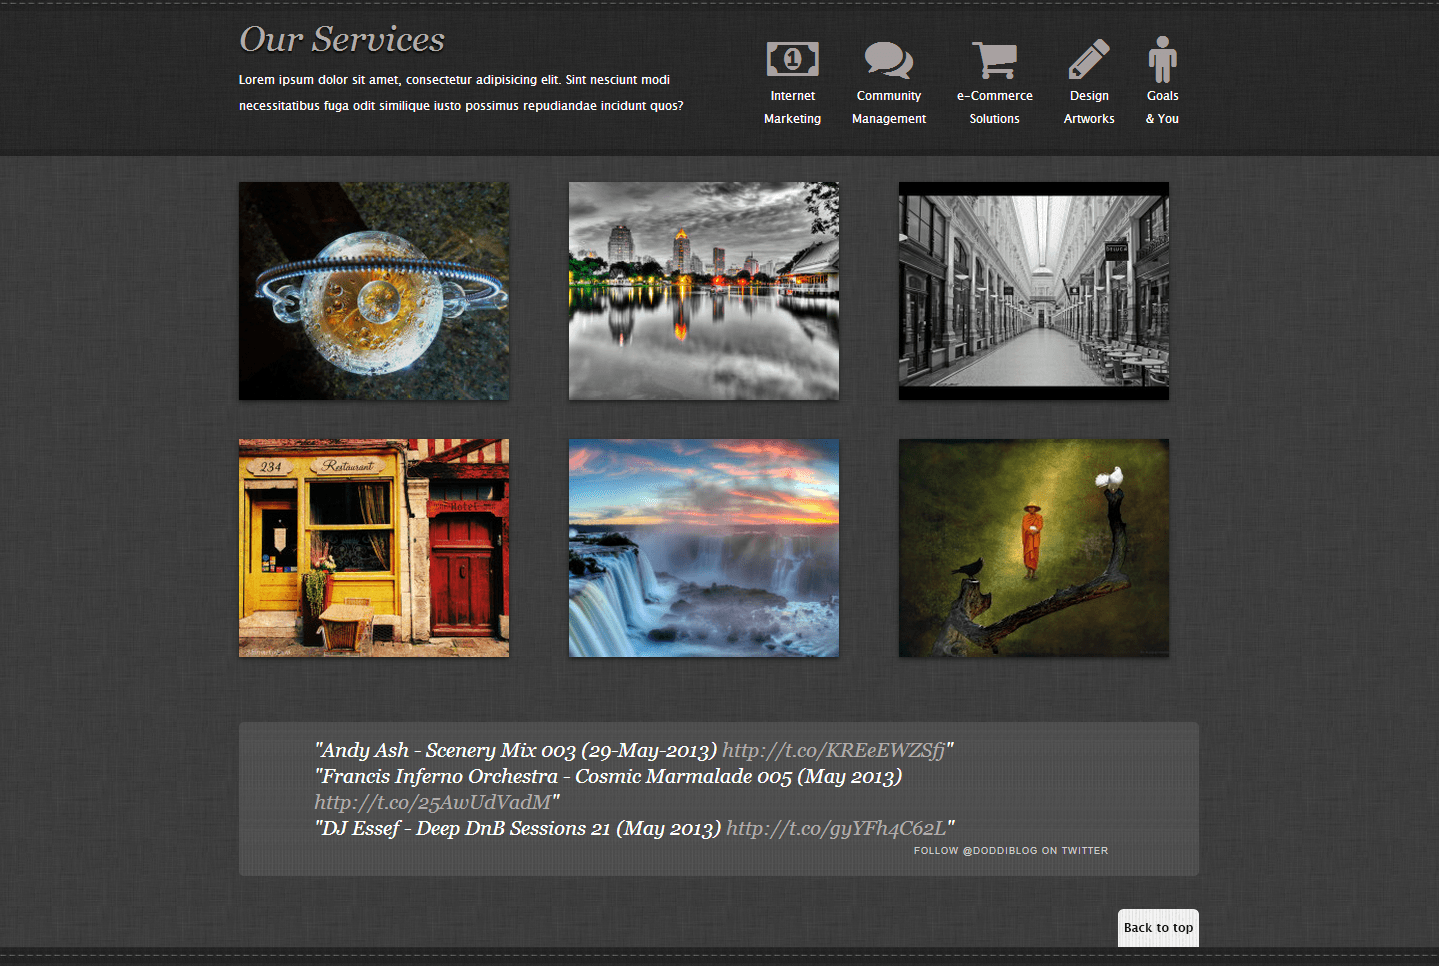 Our Services
Lorem ipsum dolor sit amet, consectetur adipisicing elit. Sint nesciunt modi
necessitatibus fuga odit similique iusto possimus repudiandae incidunt quos?
1
Internet
Marketing
Community
Management
e-Commerce
Solutions
Design
Artworks
Goals
& You
234
Restaurant
Hotel
"Andy Ash - Scenery Mix 003 (29-May-2013) http://t.co/KREeEWZSfj"
"Francis Inferno Orchestra - Cosmic Marmalade 005 (May 2013)
http://t.co/25AwUdVadM"
"DJ Essef - Deep DnB Sessions 21 (May 2013) http://t.co/gyYFh4C62L"
FOLLOW @DODDIBLOG ON TWITTER
Back to top